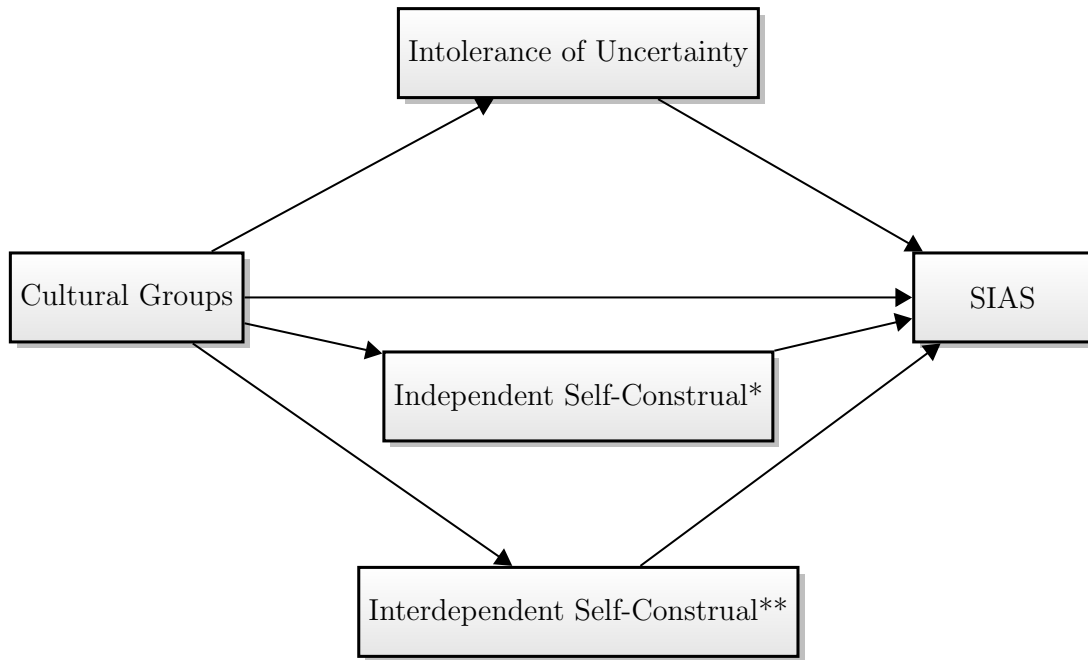 Intolerance of Uncertainty
Cultural Groups
SIAS
Independent Self-Construal*
Interdependent Self-Construal**